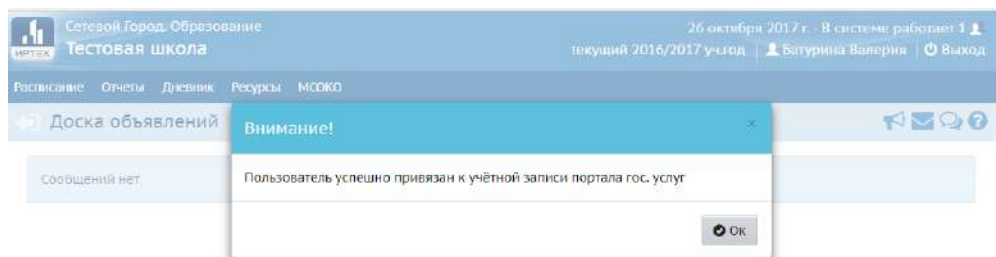 Сетевой Город. Образование
Тестовая школа
ИРТЕХ
26 октября 2017 г. - В системе работает 1
текущий 2016/2017 уч.год | Батурина Валерия | Выход
Расписание Отчеты Дневник Ресурсы МСОКО
Доска объявлений
Внимание!
×
Сообщений нет
Пользователь успешно привязан к учётной записи портала гос. услуг
Ок